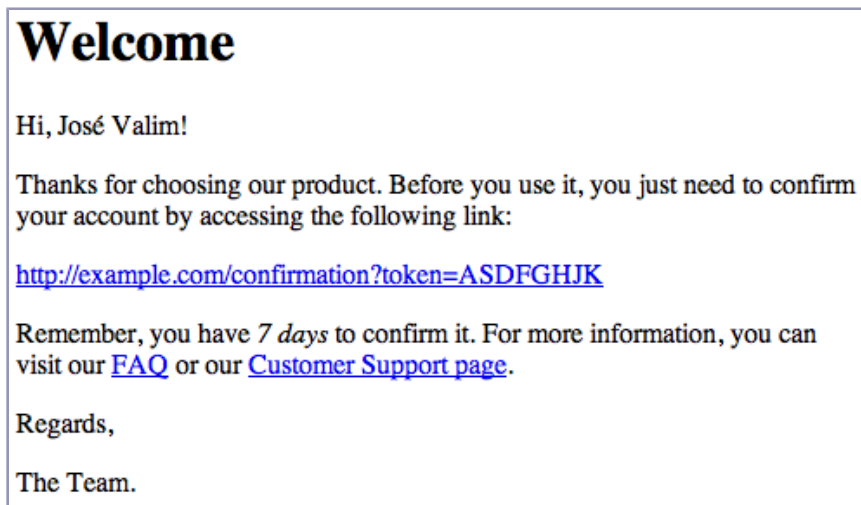 Welcome
Hi, José Valim!
Thanks for choosing our product. Before you use it, you just need to confirm
your account by accessing the following link:
http://example.com/confirmation?token=ASDFGHJK
Remember, you have 7 days to confirm it. For more information, you can
visit our FAQ or our Customer Support page.
Regards,
The Team.